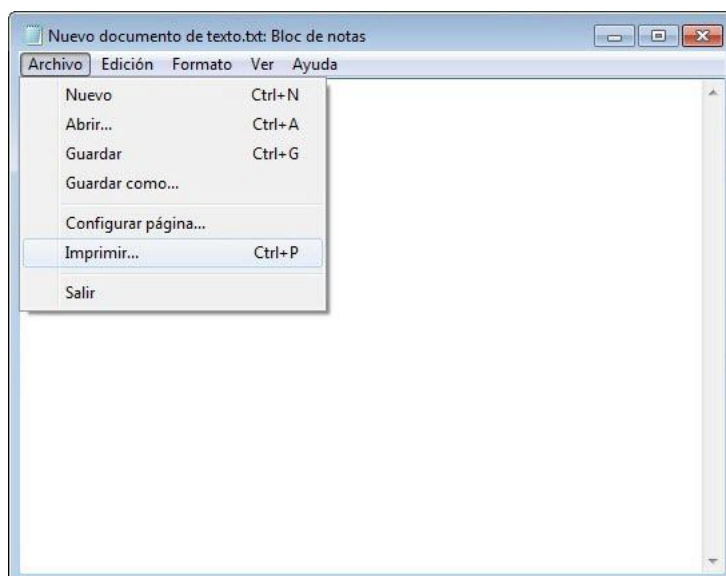 Nuevo documento de texto.txt: Bloc de notas
Archivo Edición Formato Ver Ayuda
Nuevo Ctrl+N
Abrir... Ctrl+A
Guardar Ctrl+G
Guardar como...
Configurar página...
Imprimir... Ctrl+P
Salir